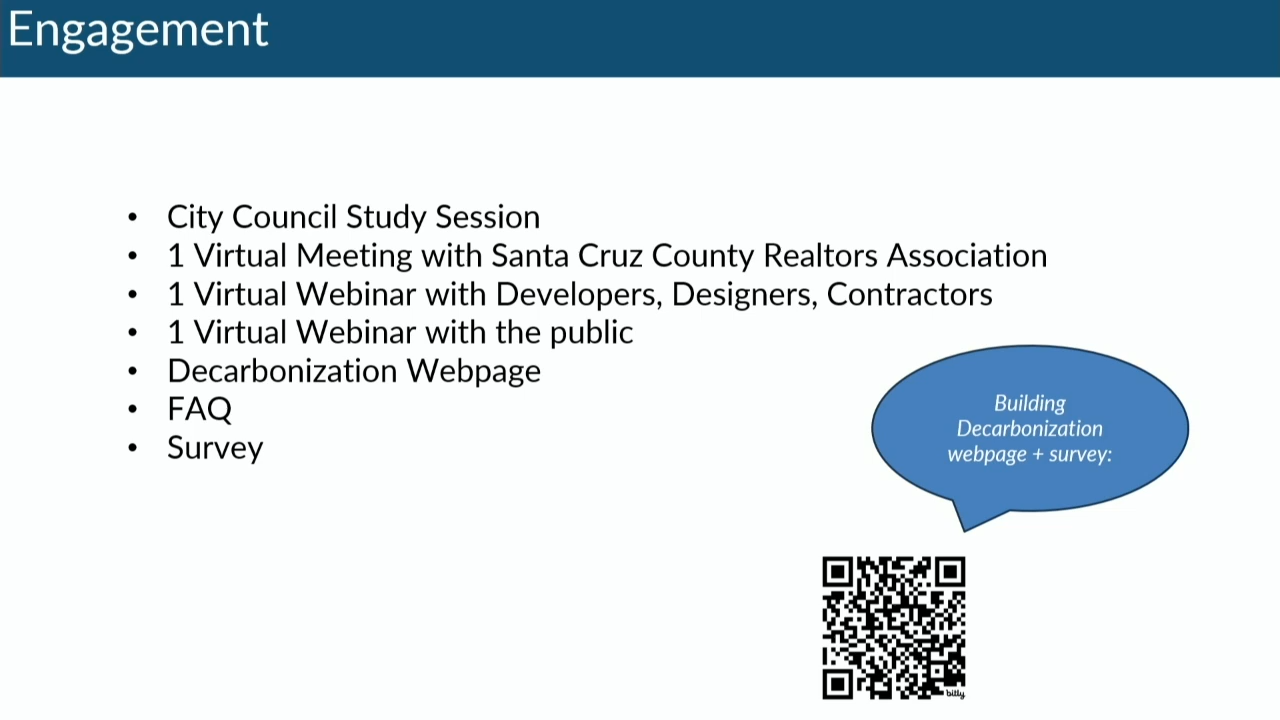 Engagement
• City Council Study Session
• 1 Virtual Meeting with Santa Cruz County Realtors Association
• 1 Virtual Webinar with Developers, Designers, Contractors
• 1 Virtual Webinar with the public
• Decarbonization Webpage
• FAQ
• Survey
Building
Decarbonization
webpage + survey:
bitly